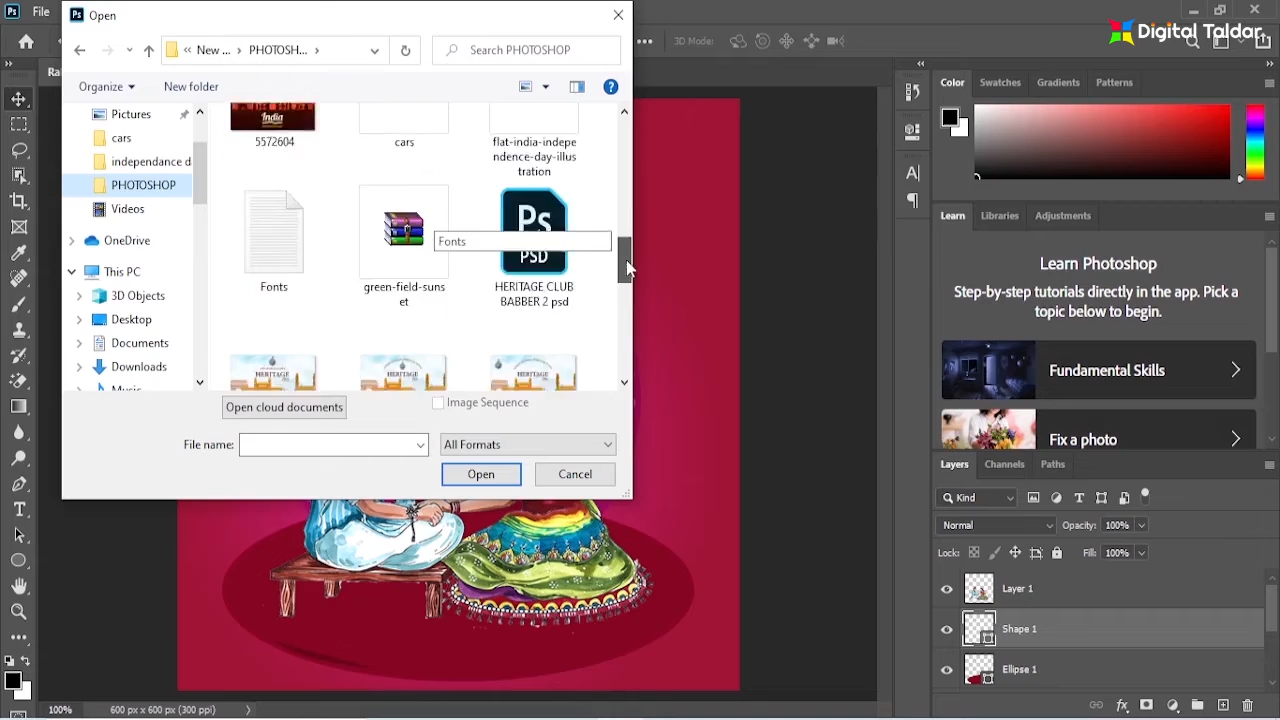 Ps
File
Open
New ...
PHOTOSH...
Search PHOTOSHOP
3D Mode:
Digital Taldar
Organize
New folder
Pictures
cars
independance d
PHOTOSHOP
Videos
OneDrive
This PC
3D Objects
Desktop
Documents
Downloads
India
5572604
cars
flat-india-indepe
ndence-day-illus
tration
Ps
PSD
Fonts
Fonts
green-field-suns
et
HERITAGE CLUB
BABBER 2 psd
HERITAGE
HERITAGE
HERITAGE
Open cloud documents
Image Sequence
File name:
All Formats
Open
Cancel
Color
Swatches
Gradients
Patterns
Learn
Libraries
Adjustments
Learn Photoshop
Step-by-step tutorials directly in the app. Pick a
topic below to begin.
Fundamental Skills
Fix a photo
Layers
Channels
Paths
Kind
Normal
Opacity:
100%
Lock:
Fill:
100%
Layer 1
Shape 1
Ellipse 1
fx
100%
600 px x 600 px (300 ppi)